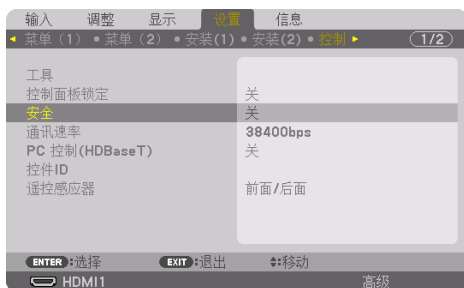 输入 调整 显示 设置 信息
菜单（1） • 菜单（2） • 安装(1) • 安装(2) • 控制 1/2
工具
控制面板锁定 关
安全 关
通讯速率 38400bps
PC 控制(HDBaseT) 关
控件ID
遥控感应器 前面/后面
ENTER:选择 EXIT:退出 :移动
HDMI1 高级